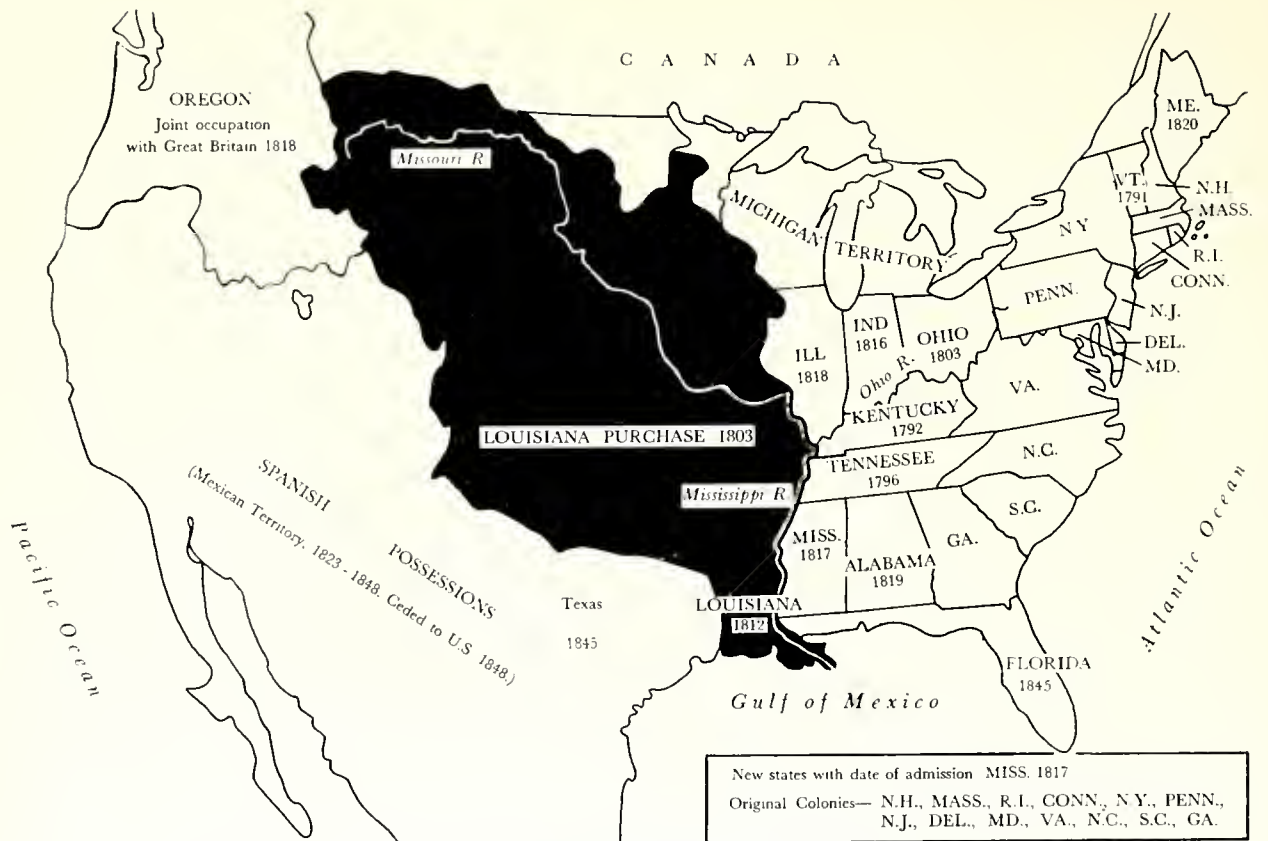 C A N A D A
OREGON
Joint occupation
with Great Britain 1818
Missouri R
ME.
1820
VT.
1791
N.H.
MASS.
MICHIGAN TERRITORY
N Y
R.I.
CONN.
PENN.
N.J.
DEL.
MD.
ILL
1818
IND
1816
OHIO
1803
Ohio R.
VA.
KENTUCKY
1792
LOUISIANA PURCHASE 1803
TENNESSEE
1796
N.C.
Mississippi R
S.C.
MISS.
1817
ALABAMA
1819
GA.
SPANISH
POSSESSIONS
(Mexican Territory, 1823 - 1848. Ceded to U.S 1848.)
Texas
1845
LOUISIANA
1812
FLORIDA
1845
Pacific Ocean
Atlantic Ocean
Gulf of Mexico
New states with date of admission MISS. 1817
Original Colonies— N.H., MASS., R.I., CONN., N.Y., PENN.,
N.J., DEL., MD., VA., N.C., S.C., GA.